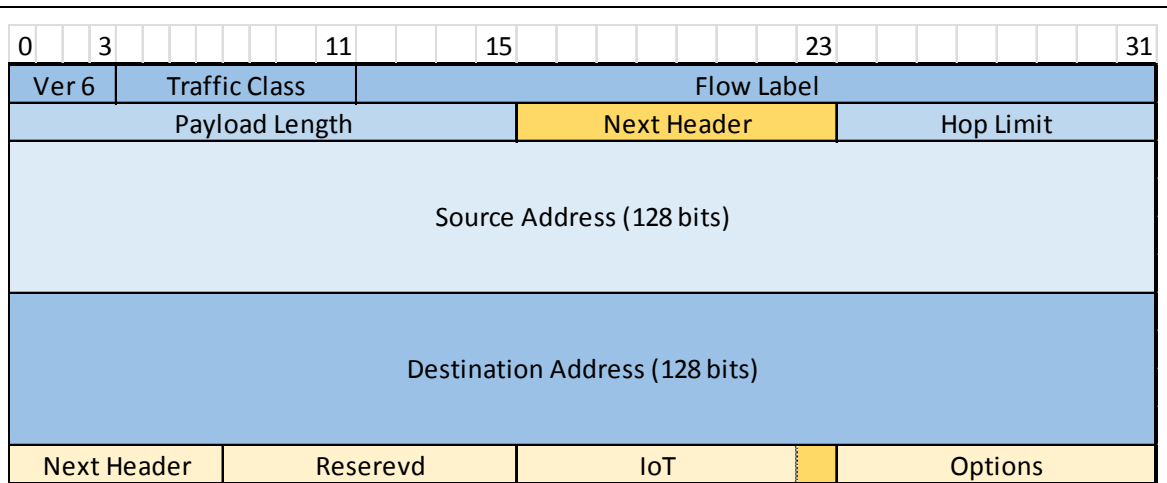 0 3 11 15 23 31
Ver 6 Traffic Class Flow Label
Payload Length Next Header Hop Limit
Source Address (128 bits)
Destination Address (128 bits)
Next Header Reserevd IoT Options